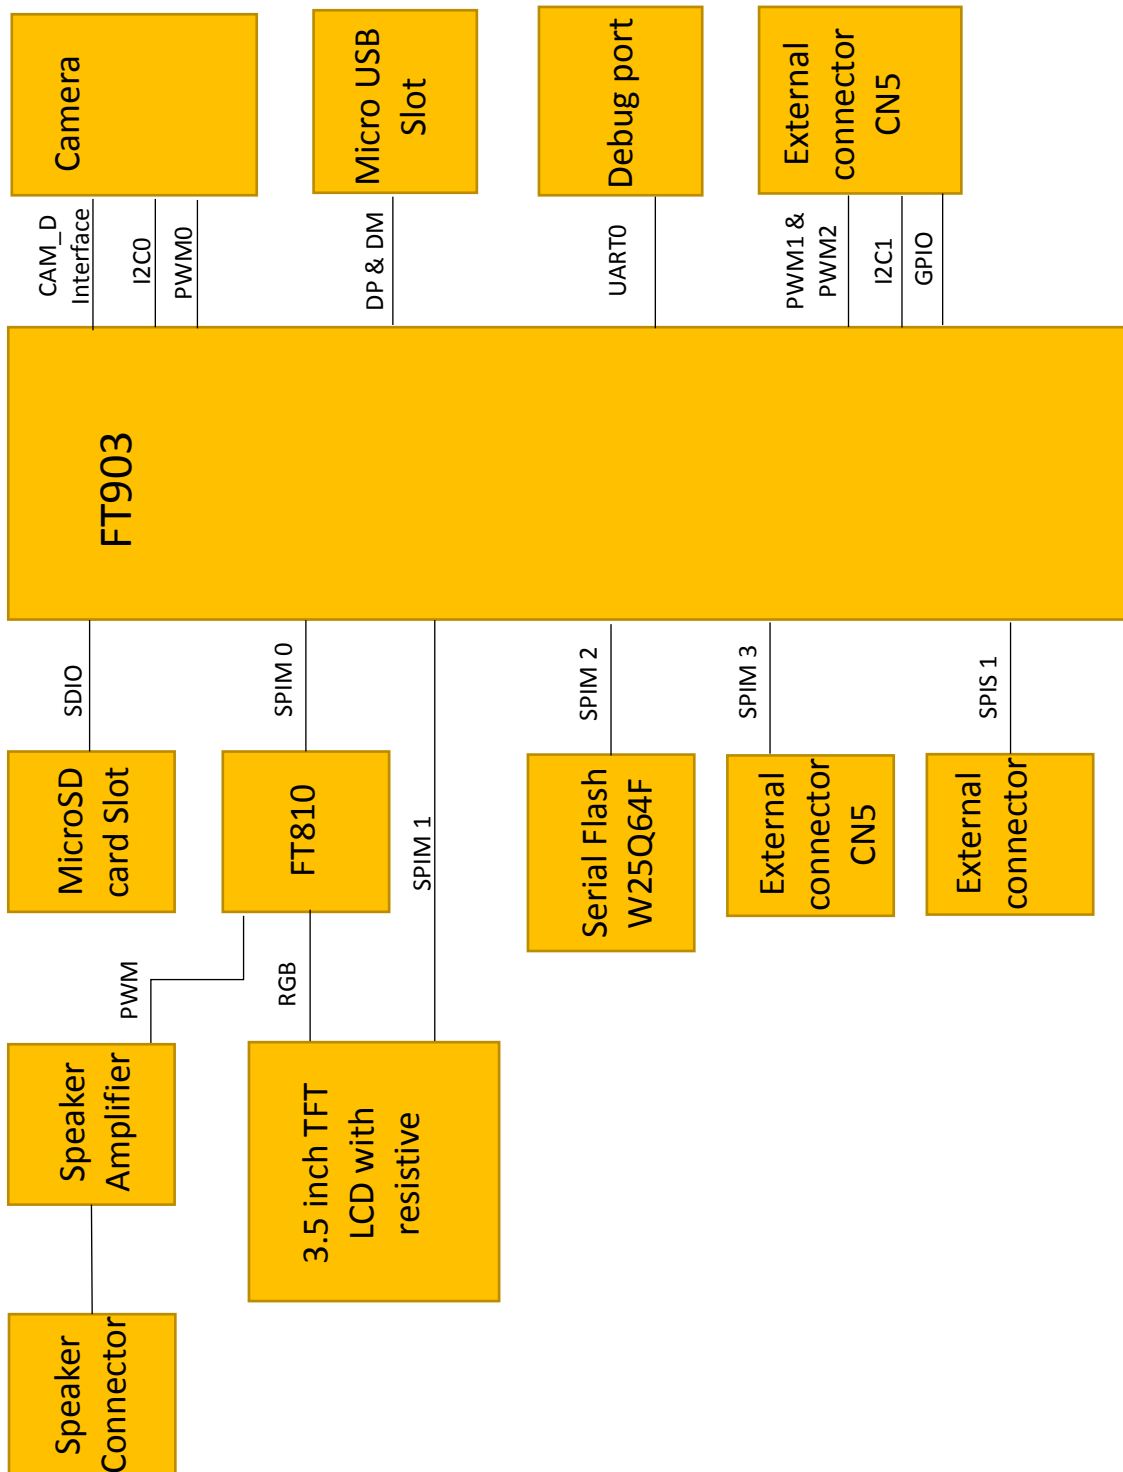 Camera
Micro USB
Slot
Debug port
External
connector
CN5
CAM_D
Interface
I2C0
PWM0
DP & DM
UART0
PWM1 &
PWM2
I2C1
GPIO
FT903
SDIO
SPIM 0
SPIM 1
SPIM 2
SPIM 3
SPIS 1
MicroSD
card Slot
FT810
Serial Flash
W25Q64F
External
connector
CN5
External
connector
PWM
RGB
Speaker
Amplifier
3.5 inch TFT
LCD with
resistive
Speaker
Connector